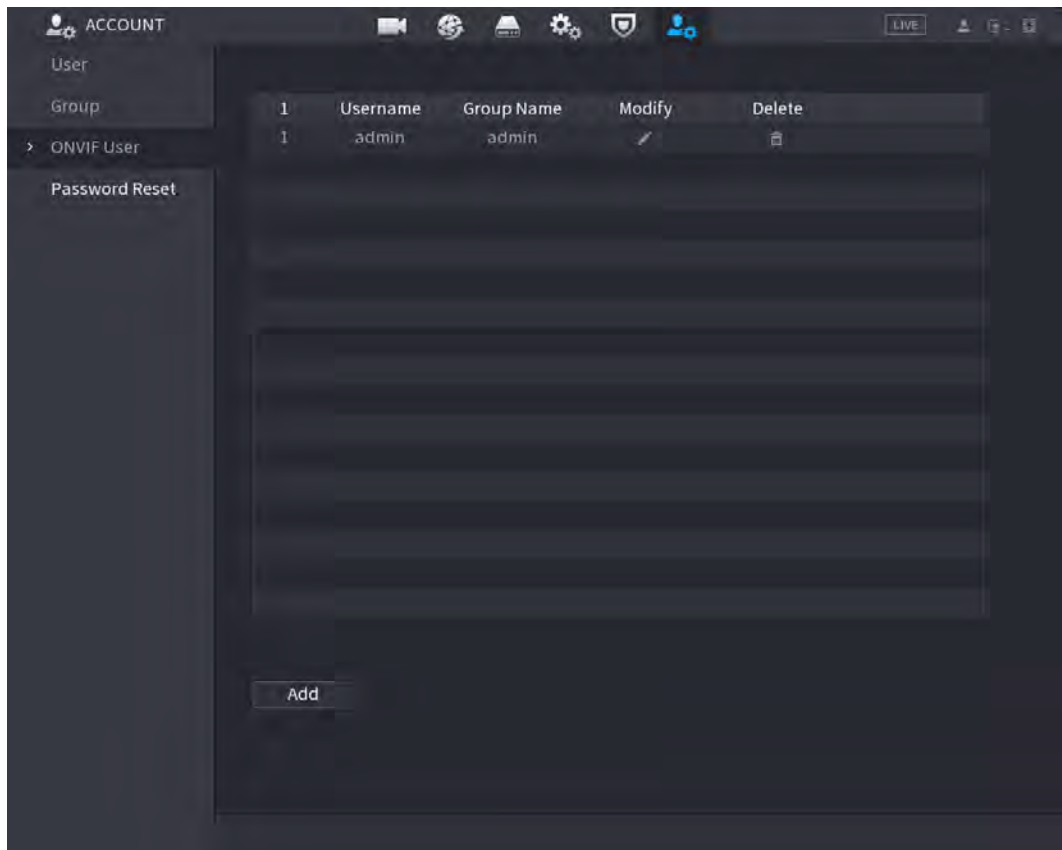 ACCOUNT LIVE
User
Group
ONVIF User
Password Reset
1 Username Group Name Modify Delete
1 admin admin
Add